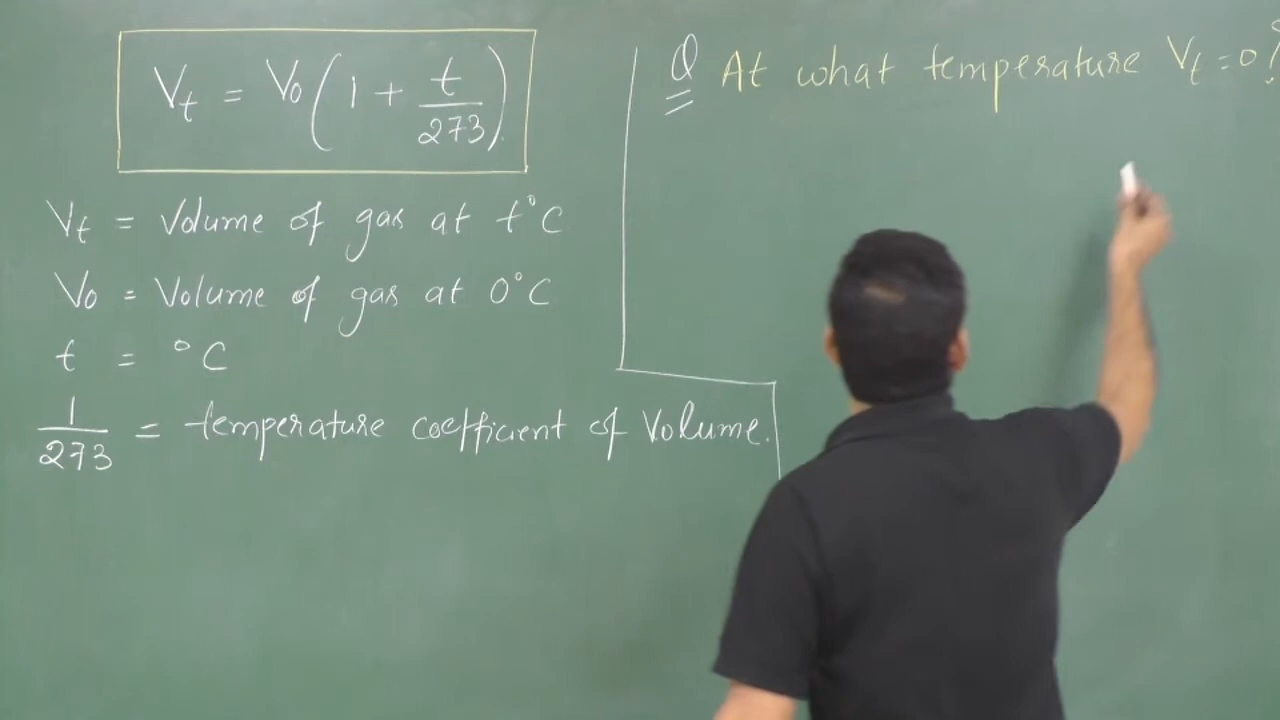 Vt = V0 (1 + t/273)
Vt = Volume of gas at t°C
V0 = Volume of gas at 0°C
t = °C
1/273 = temperature coefficient of Volume.
Q At what temperature Vt = 0?